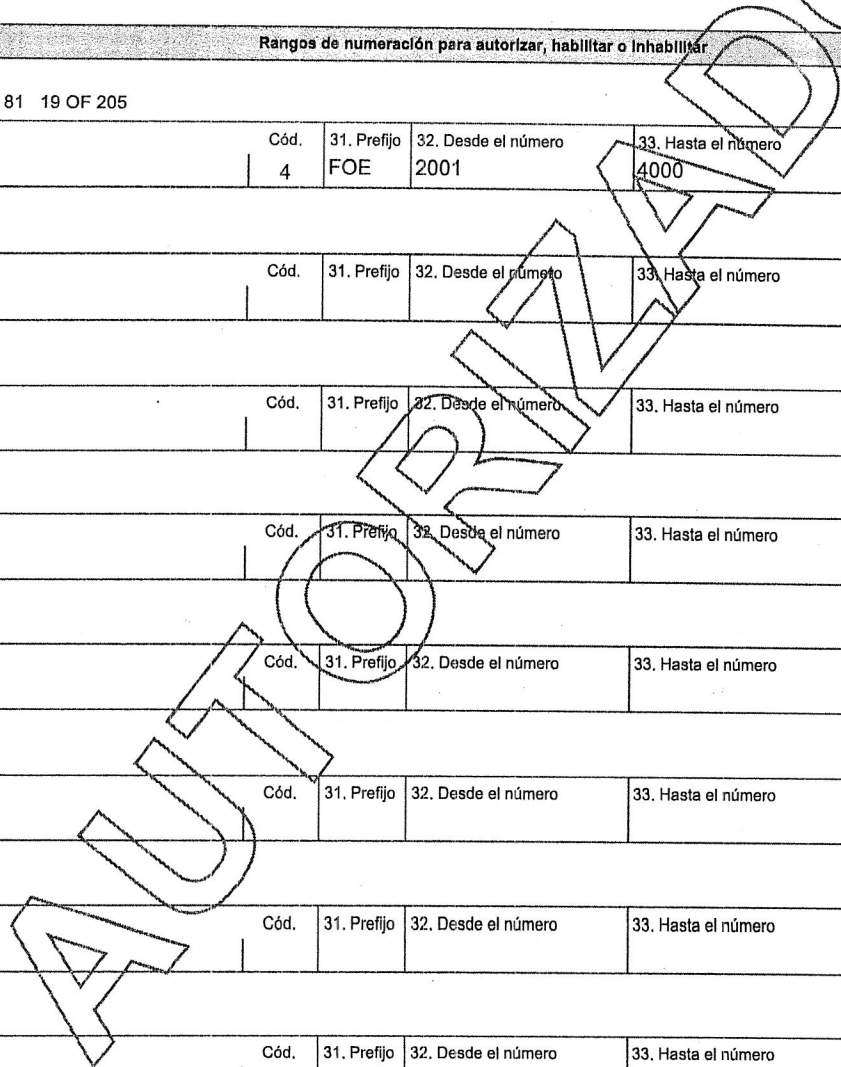 Rangos de numeración para autorizar, habilitar o inhabilitar
81 19 OF 205
Cód. 31. Prefijo 32. Desde el número 33. Hasta el número
4 FOE 2001 4000
Cód. 31. Prefijo 32. Desde el número 33. Hasta el número
Cód. 31. Prefijo 32. Desde el número 33. Hasta el número
Cód. 31. Prefijo 32. Desde el número 33. Hasta el número
Cód. 31. Prefijo 32. Desde el número 33. Hasta el número
Cód. 31. Prefijo 32. Desde el número 33. Hasta el número
Cód. 31. Prefijo 32. Desde el número 33. Hasta el número
Cód. 31. Prefijo 32. Desde el número 33. Hasta el número
AUTORIZAD